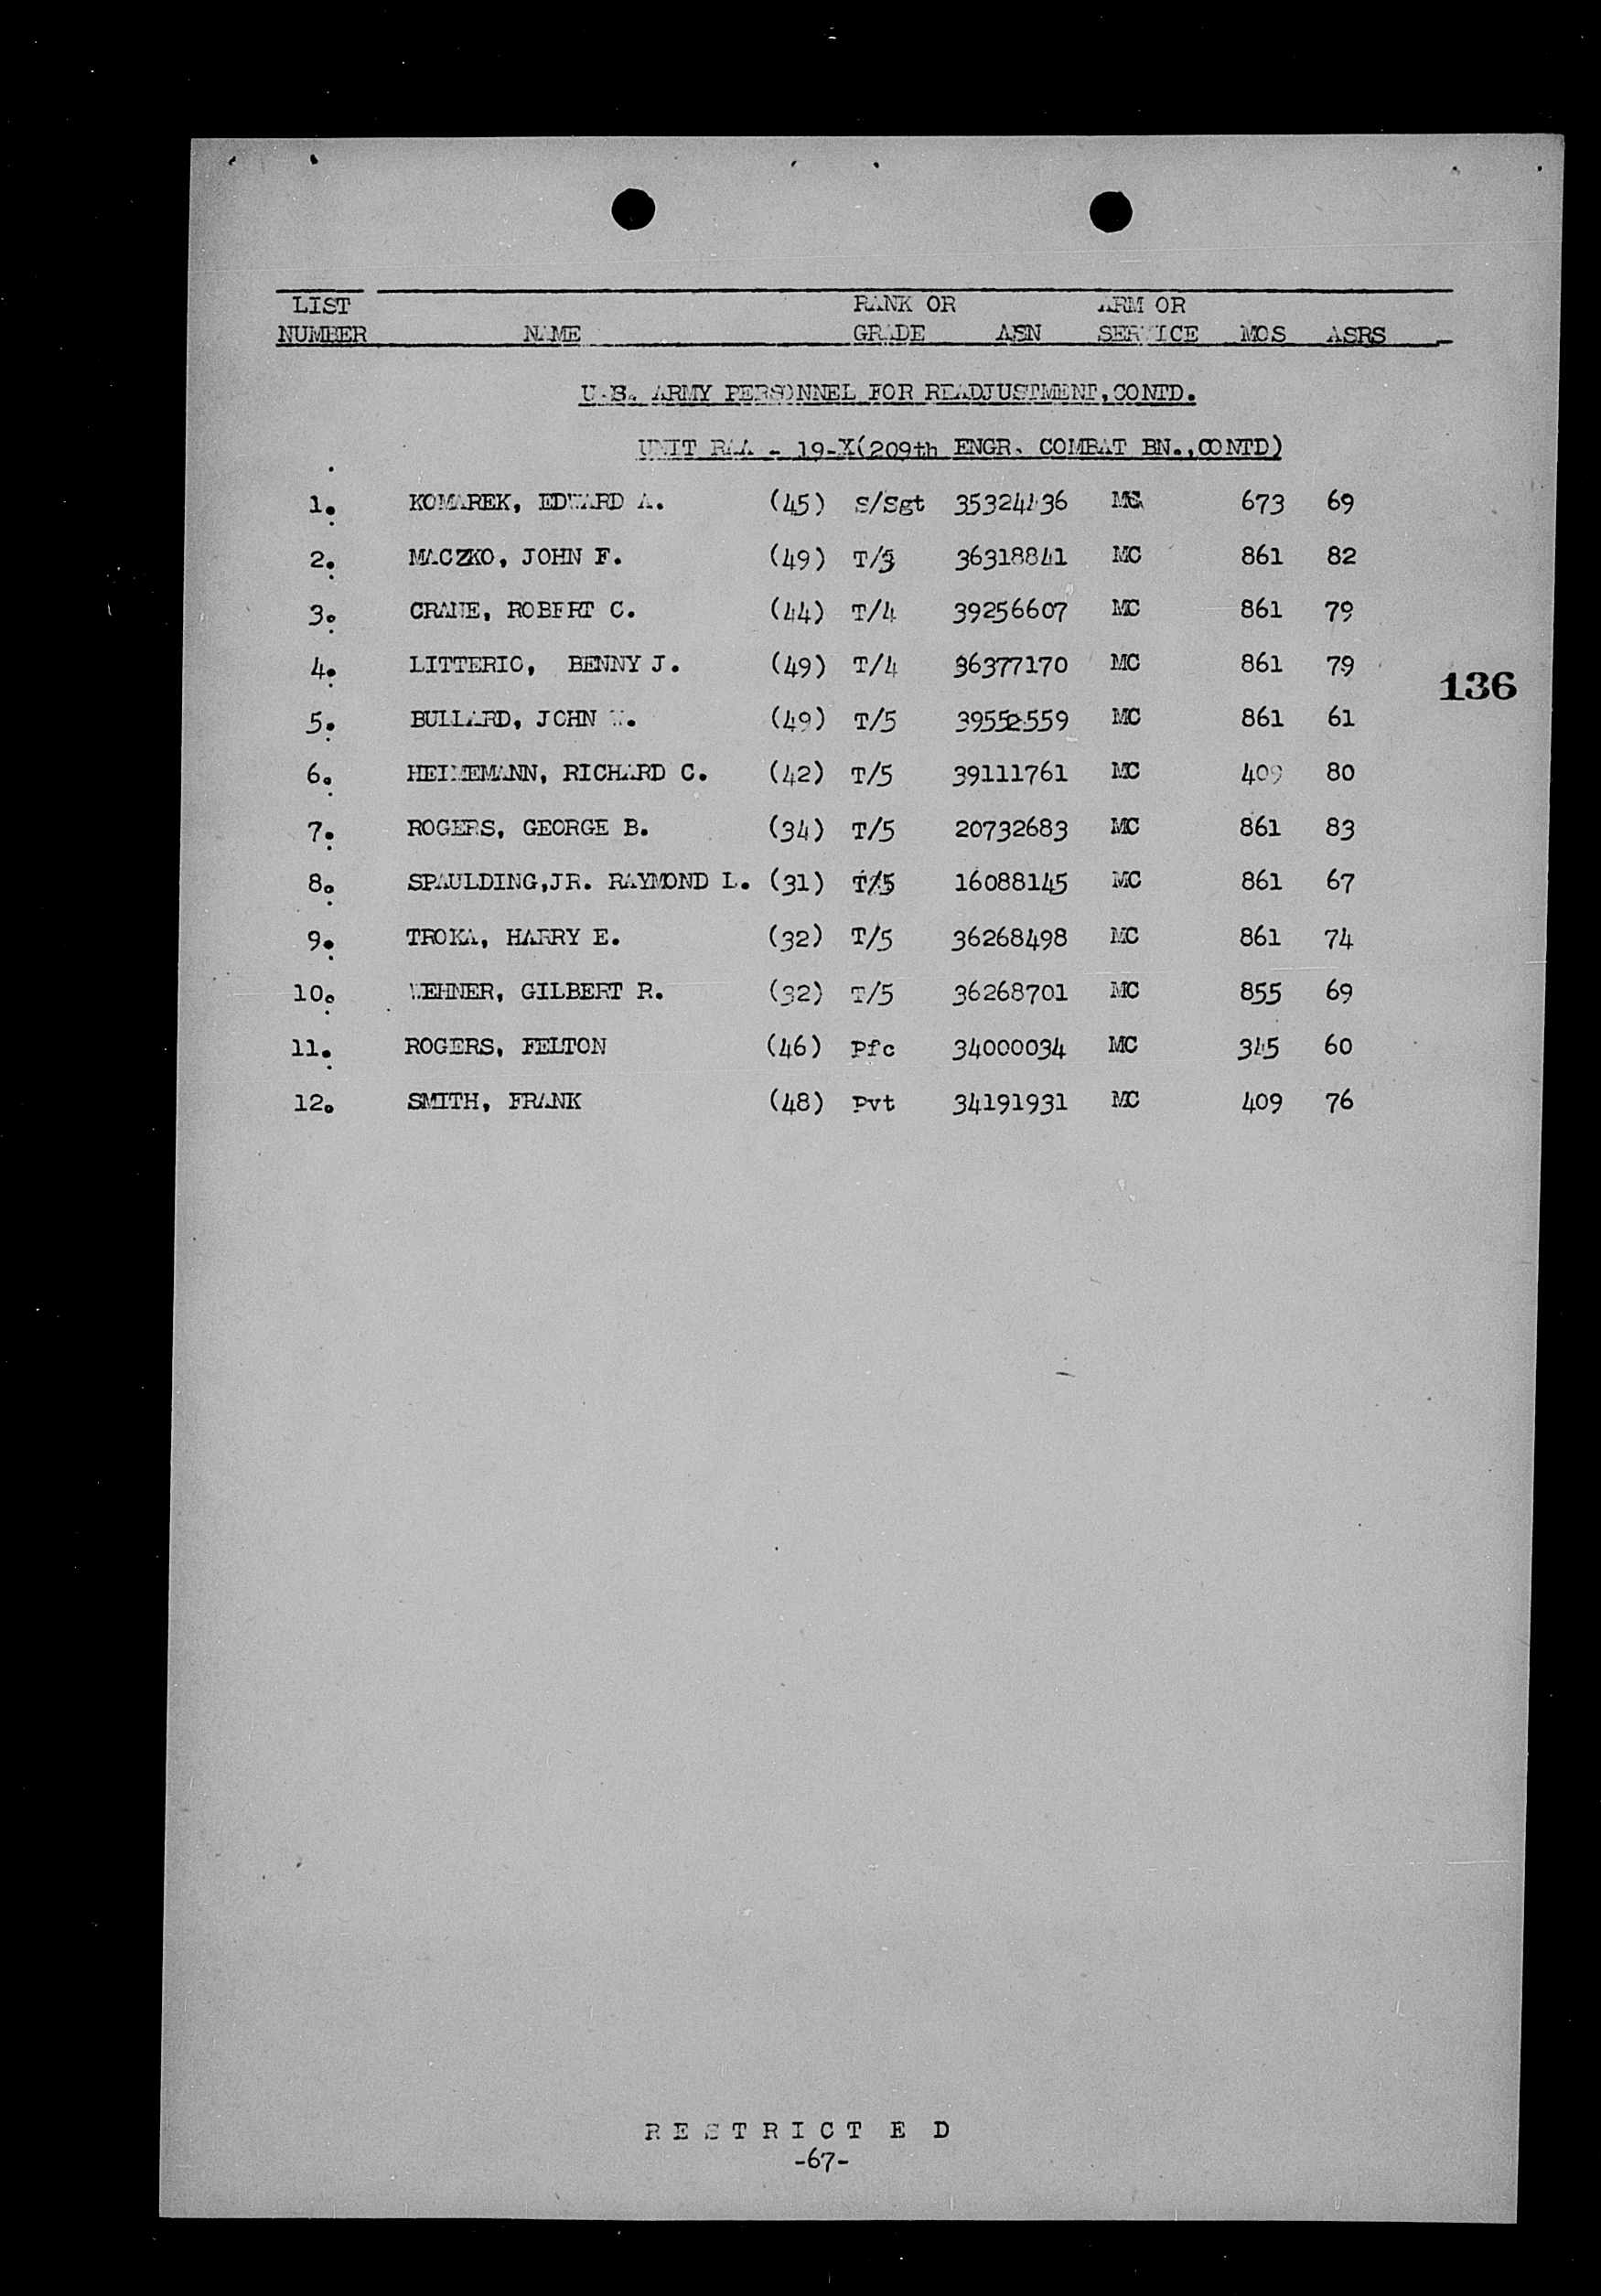 LIST RANK OR ARM OR
NUMBER NAME GRADE ASN SERVICE MOS ASRS
U.S. ARMY PERSONNEL FOR READJUSTMENT, CONTD.
UNIT RAA - 19-X(209th ENGR. COMBAT BN., CONTD)
1. KOMAREK, EDWARD A. (45) S/Sgt 35324436 MC 673 69
2. MACZKO, JOHN F. (49) T/3 36318841 MC 861 82
3. CRANE, ROBERT C. (44) T/4 39256607 MC 861 79
4. LITTERIO, BENNY J. (49) T/4 36377170 MC 861 79
136
5. BULLARD, JOHN W. (49) T/5 39552559 MC 861 61
6. HEINEMANN, RICHARD C. (42) T/5 39111761 MC 409 80
7. ROGERS, GEORGE B. (34) T/5 20732683 MC 861 83
8. SPAULDING,JR. RAYMOND L. (31) T/5 16088145 MC 861 67
9. TROKA, HARRY E. (32) T/5 36268498 MC 861 74
10. WEHNER, GILBERT R. (32) T/5 36268701 MC 855 69
11. ROGERS, FELTON (46) Pfc 34000034 MC 345 60
12. SMITH, FRANK (48) Pvt 34191931 MC 409 76
R E S T R I C T E D
-67-